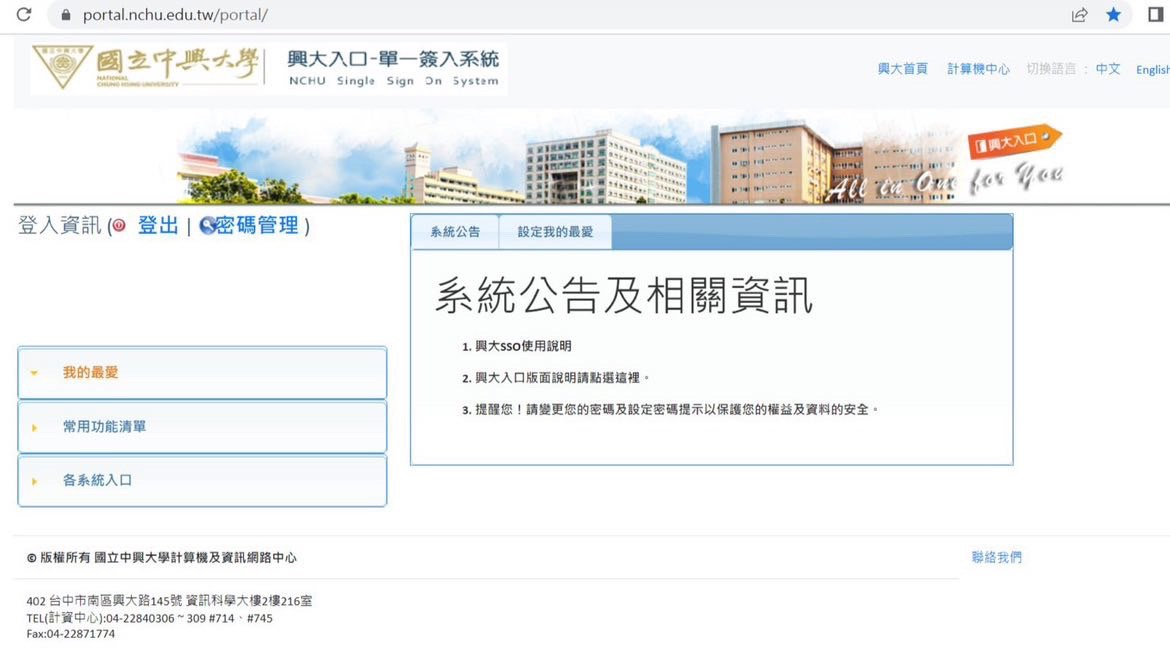 portal.nchu.edu.tw/portal/
國立中興大學
NATIONAL
CHUNG HSING UNIVERSITY
興大入口-單一簽入系統
NCHU Single Sign On System
興大首頁 計算機中心 切換語言 : 中文 English
興大入口
All in One for You
登入資訊 ( 登出 | 密碼管理 )
系統公告 設定我的最愛
系統公告及相關資訊
1. 興大SSO使用說明
2. 興大入口版面說明請點選這裡。
3. 提醒您！請變更您的密碼及設定密碼提示以保護您的權益及資料的安全。
我的最愛
常用功能清單
各系統入口
© 版權所有 國立中興大學計算機及資訊網路中心
聯絡我們
402 台中市南區興大路145號 資訊科學大樓2樓216室
TEL(計資中心):04-22840306 ~ 309 #714、#745
Fax:04-22871774